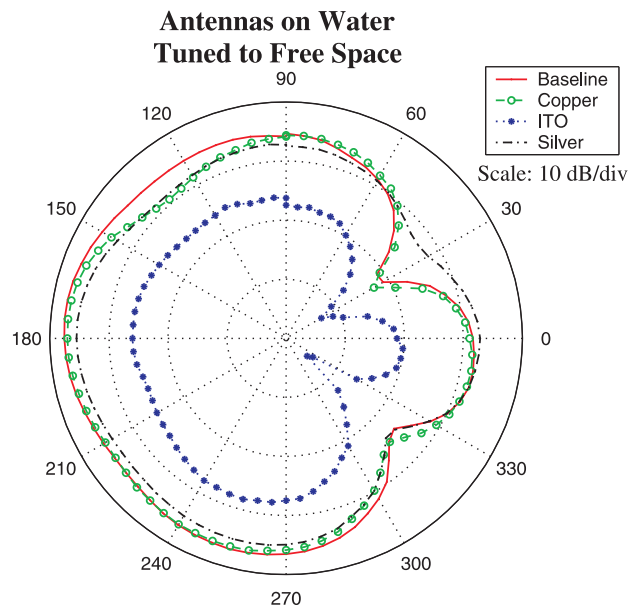 Antennas on Water
Tuned to Free Space
90
120
60
Baseline
Copper
ITO
Silver
Scale: 10 dB/div
150
30
180
0
210
330
240
300
270